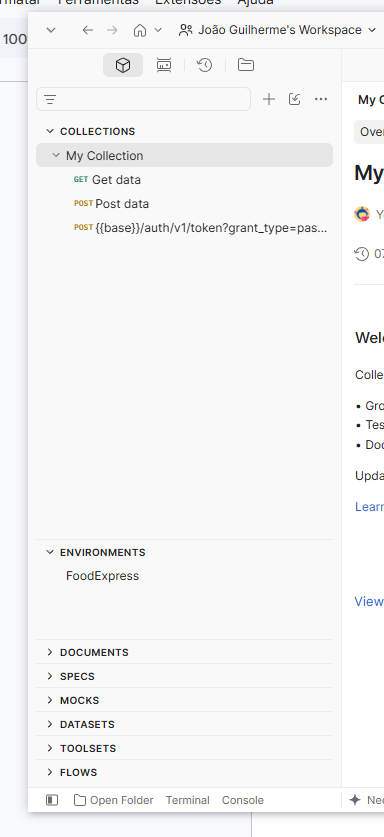 matar Ferramentas Extensões Ajuda
100
João Guilherme's Workspace
COLLECTIONS
My Collection
GET Get data
POST Post data
POST {{base}}/auth/v1/token?grant_type=pas...
ENVIRONMENTS
FoodExpress
DOCUMENTS
SPECS
MOCKS
DATASETS
TOOLSETS
FLOWS
Open Folder Terminal Console
My C
Over
My
Yo
07
Welc
Colle
• Gro
• Tes
• Doc
Upda
Learn
View
Nee